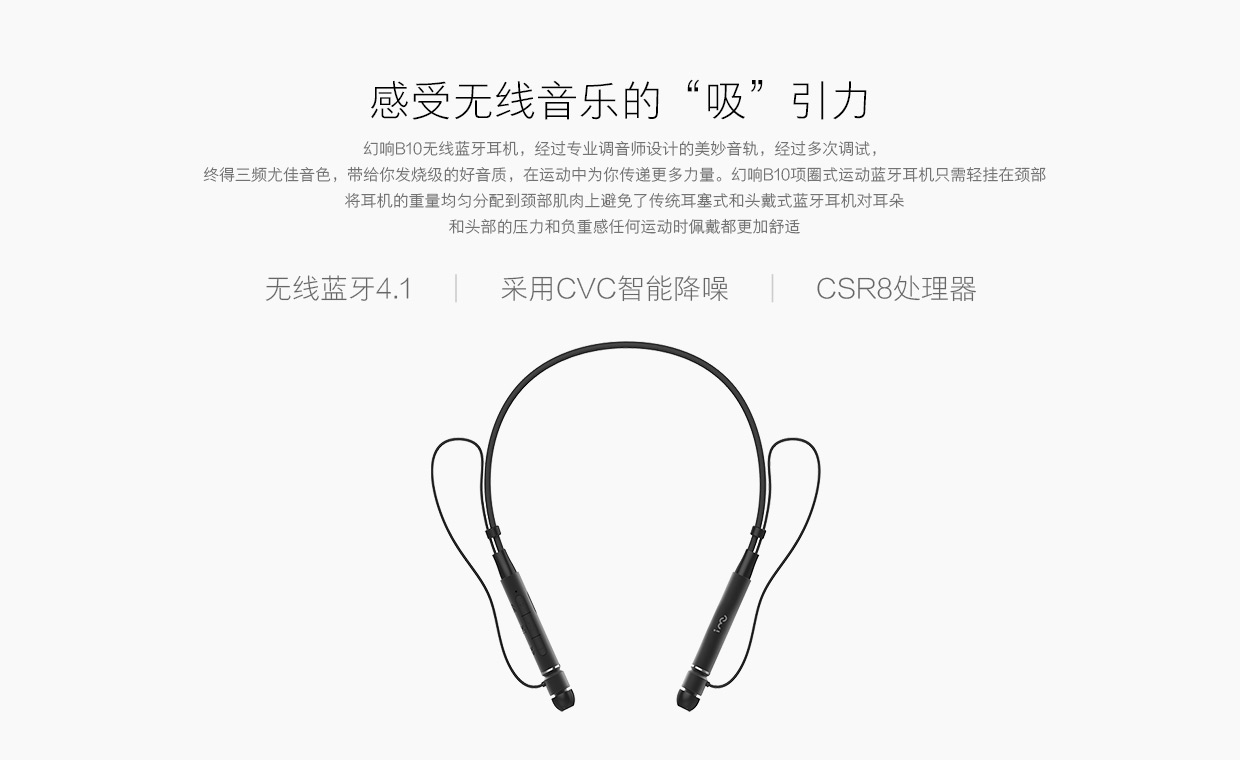 感受无线音乐的“吸”引力
幻响B10无线蓝牙耳机，经过专业调音师设计的美妙音轨，经过多次调试，
终得三频尤佳音色，带给你发烧级的好音质，在运动中为你传递更多力量。幻响B10项圈式运动蓝牙耳机只需轻挂在颈部
将耳机的重量均匀分配到颈部肌肉上避免了传统耳塞式和头戴式蓝牙耳机对耳朵
和头部的压力和负重感任何运动时佩戴都更加舒适
无线蓝牙4.1 | 采用CVC智能降噪 | CSR8处理器